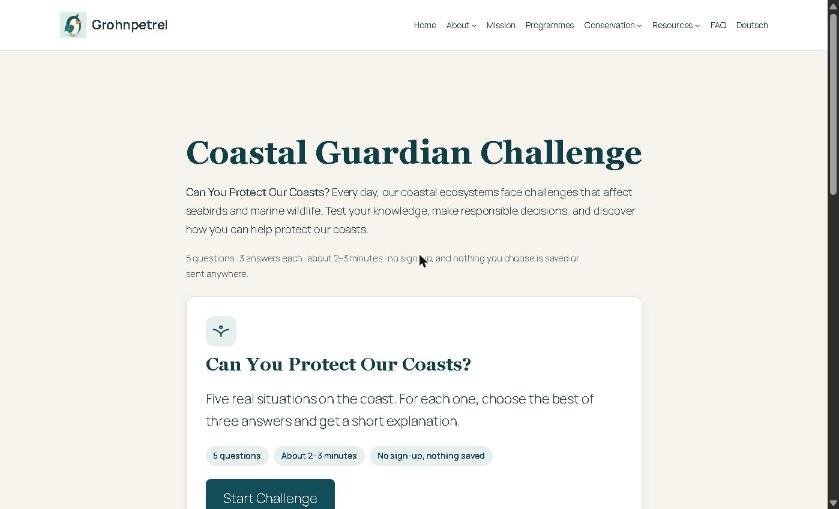 Grohnpetrel
Home About Mission Programmes Conservation Resources FAQ Deutsch
Coastal Guardian Challenge
Can You Protect Our Coasts? Every day, our coastal ecosystems face challenges that affect
seabirds and marine wildlife. Test your knowledge, make responsible decisions, and discover
how you can help protect our coasts.
5 questions · 3 answers each · about 2–3 minutes · no sign-up, and nothing you choose is saved or
sent anywhere.
Can You Protect Our Coasts?
Five real situations on the coast. For each one, choose the best of
three answers and get a short explanation.
5 questions About 2–3 minutes No sign-up, nothing saved
Start Challenge